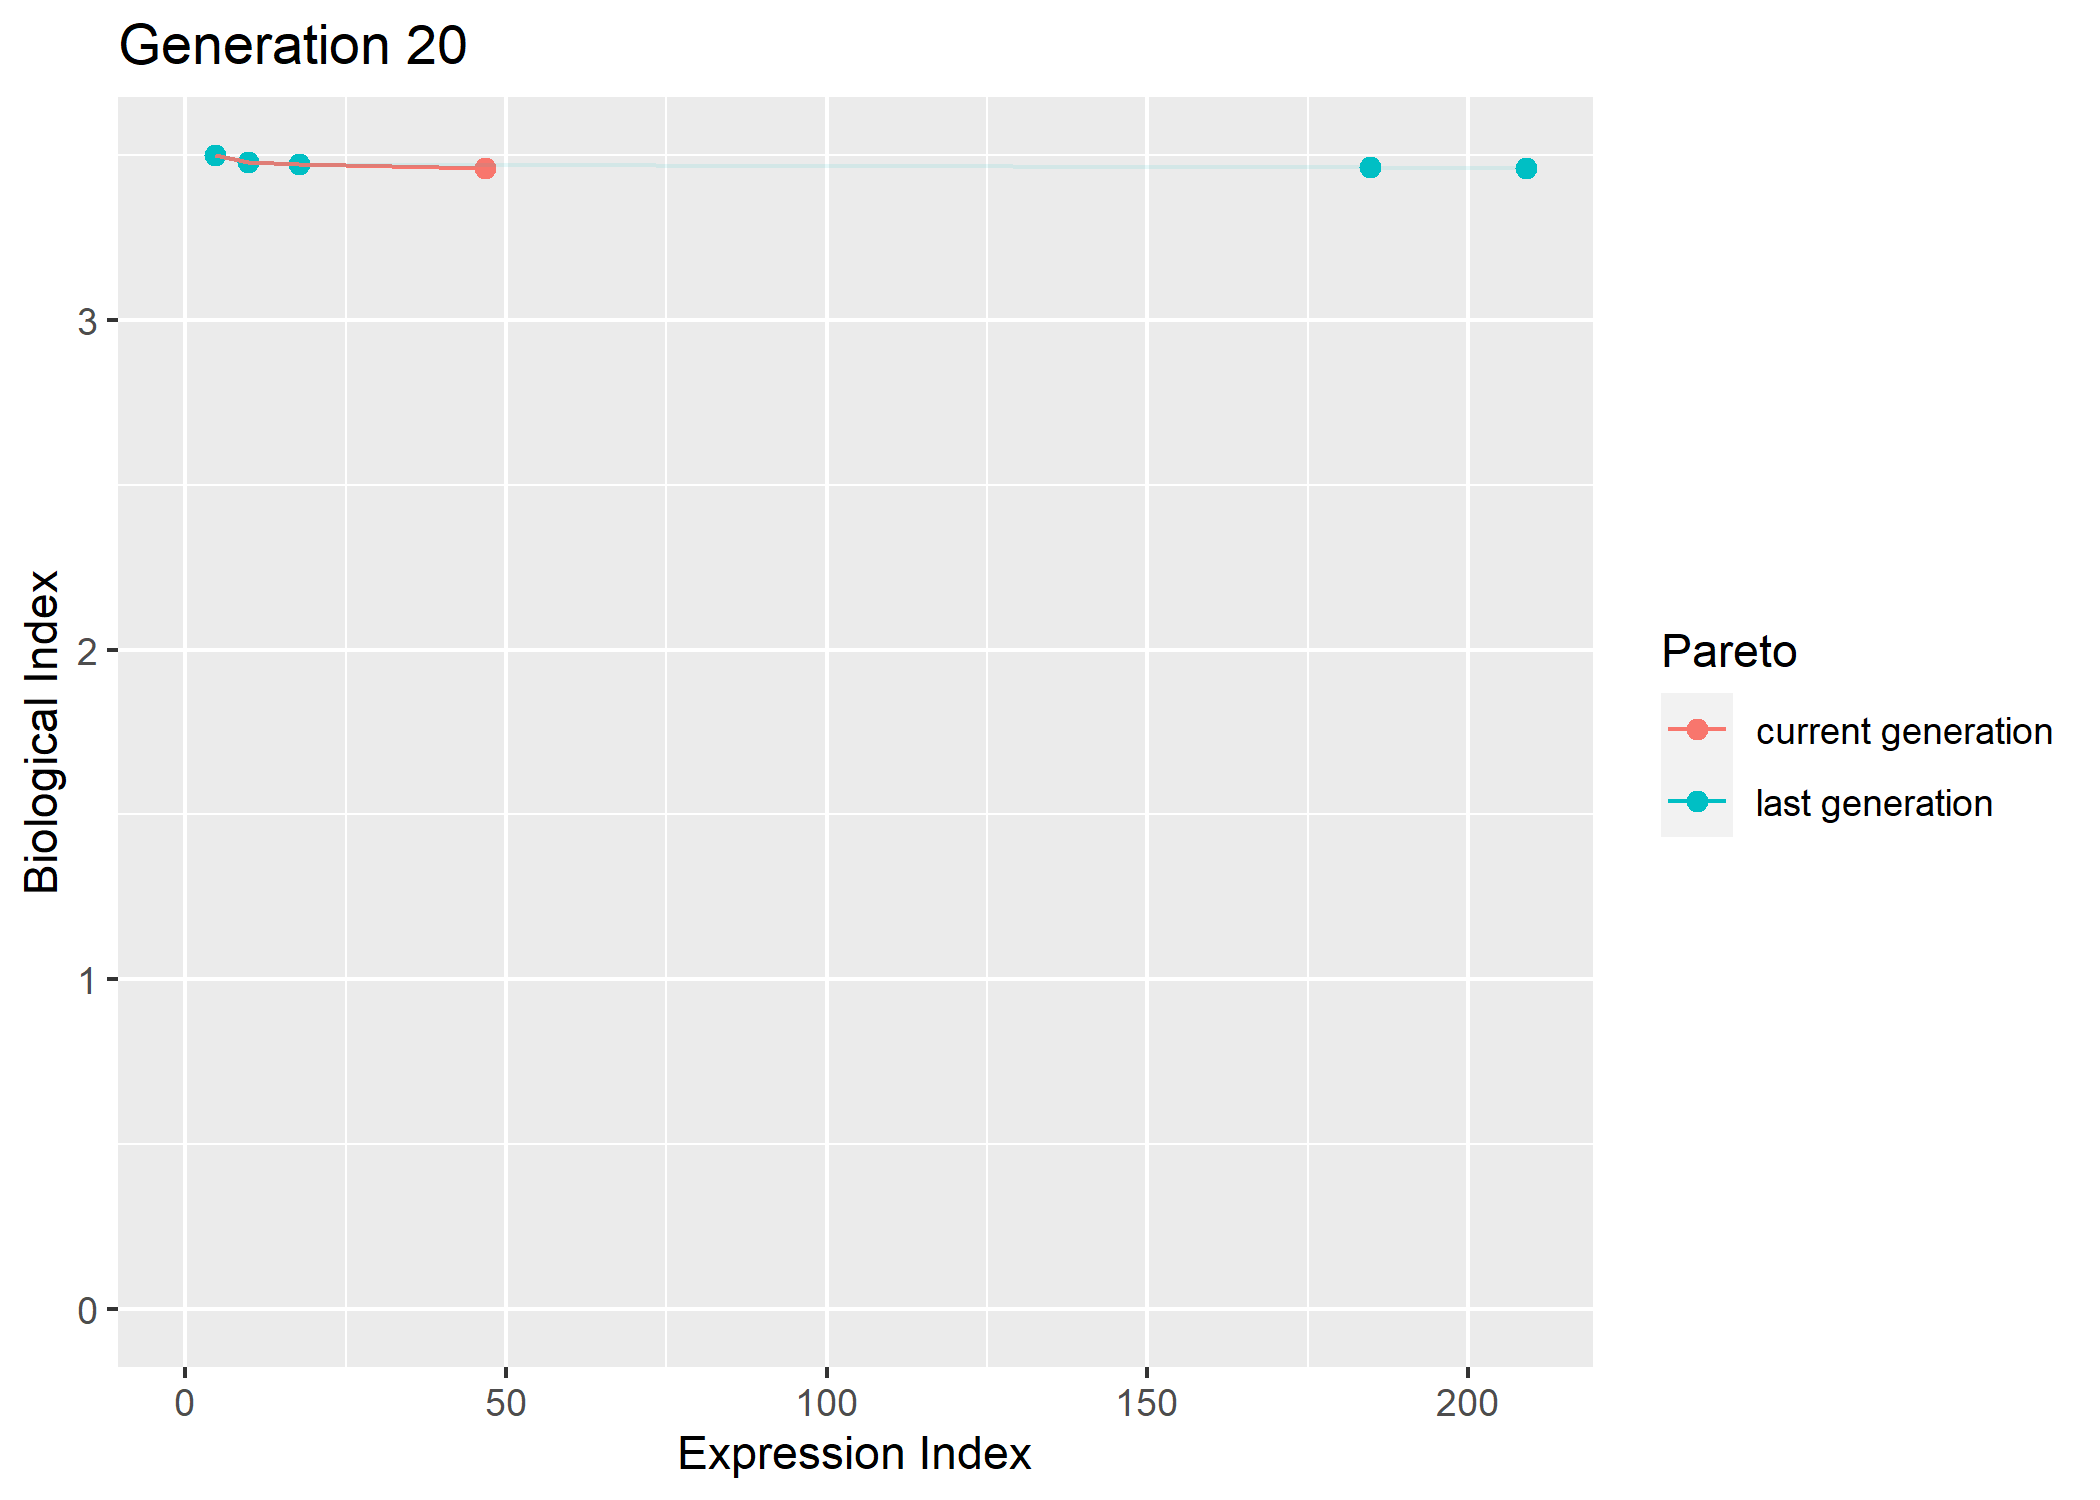 Generation 20
Biological Index
3
2
1
0
0 50 100 150 200
Expression Index
Pareto
current generation
last generation